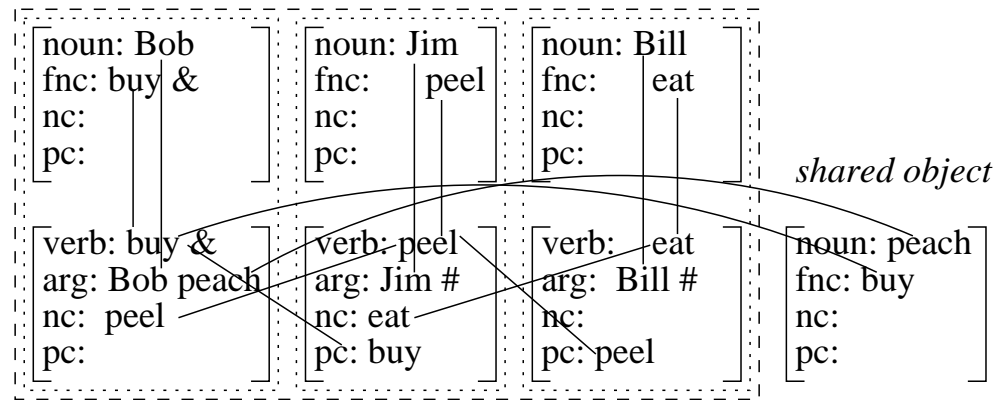 noun: Bob
fnc: buy &
nc:
pc:
noun: Jim
fnc: peel
nc:
pc:
noun: Bill
fnc: eat
nc:
pc:
shared object
verb: buy &
arg: Bob peach
nc: peel
pc:
verb: peel
arg: Jim #
nc: eat
pc: buy
verb: eat
arg: Bill #
nc:
pc: peel
noun: peach
fnc: buy
nc:
pc: